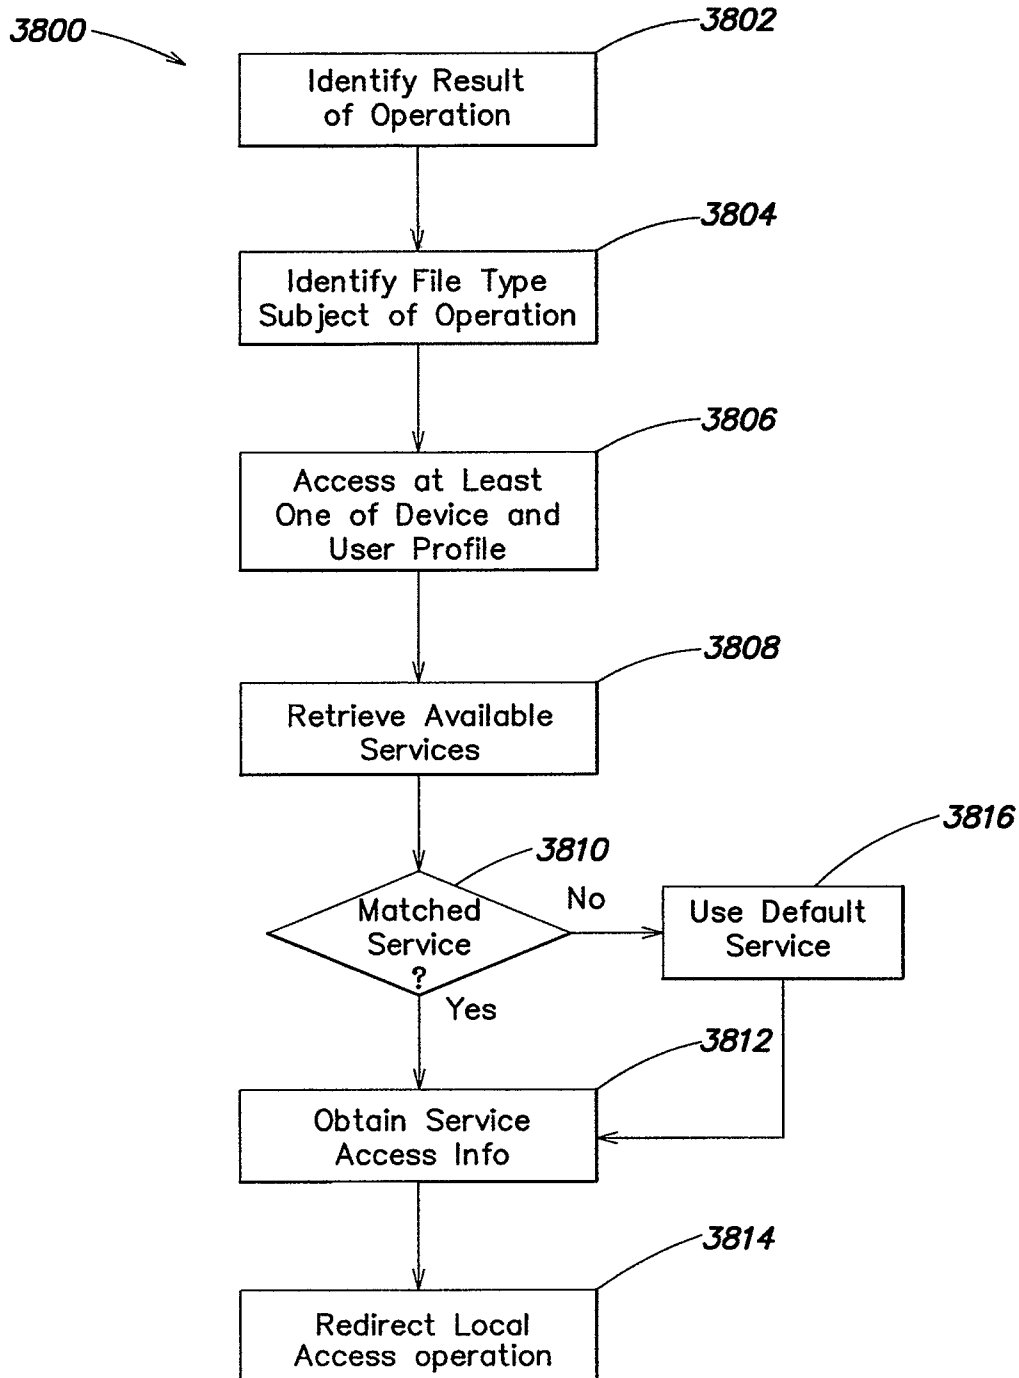 3800
3802
Identify Result
of Operation
3804
Identify File Type
Subject of Operation
3806
Access at Least
One of Device and
User Profile
3808
Retrieve Available
Services
3810
Matched
Service
?
No
3816
Use Default
Service
Yes
3812
Obtain Service
Access Info
3814
Redirect Local
Access operation